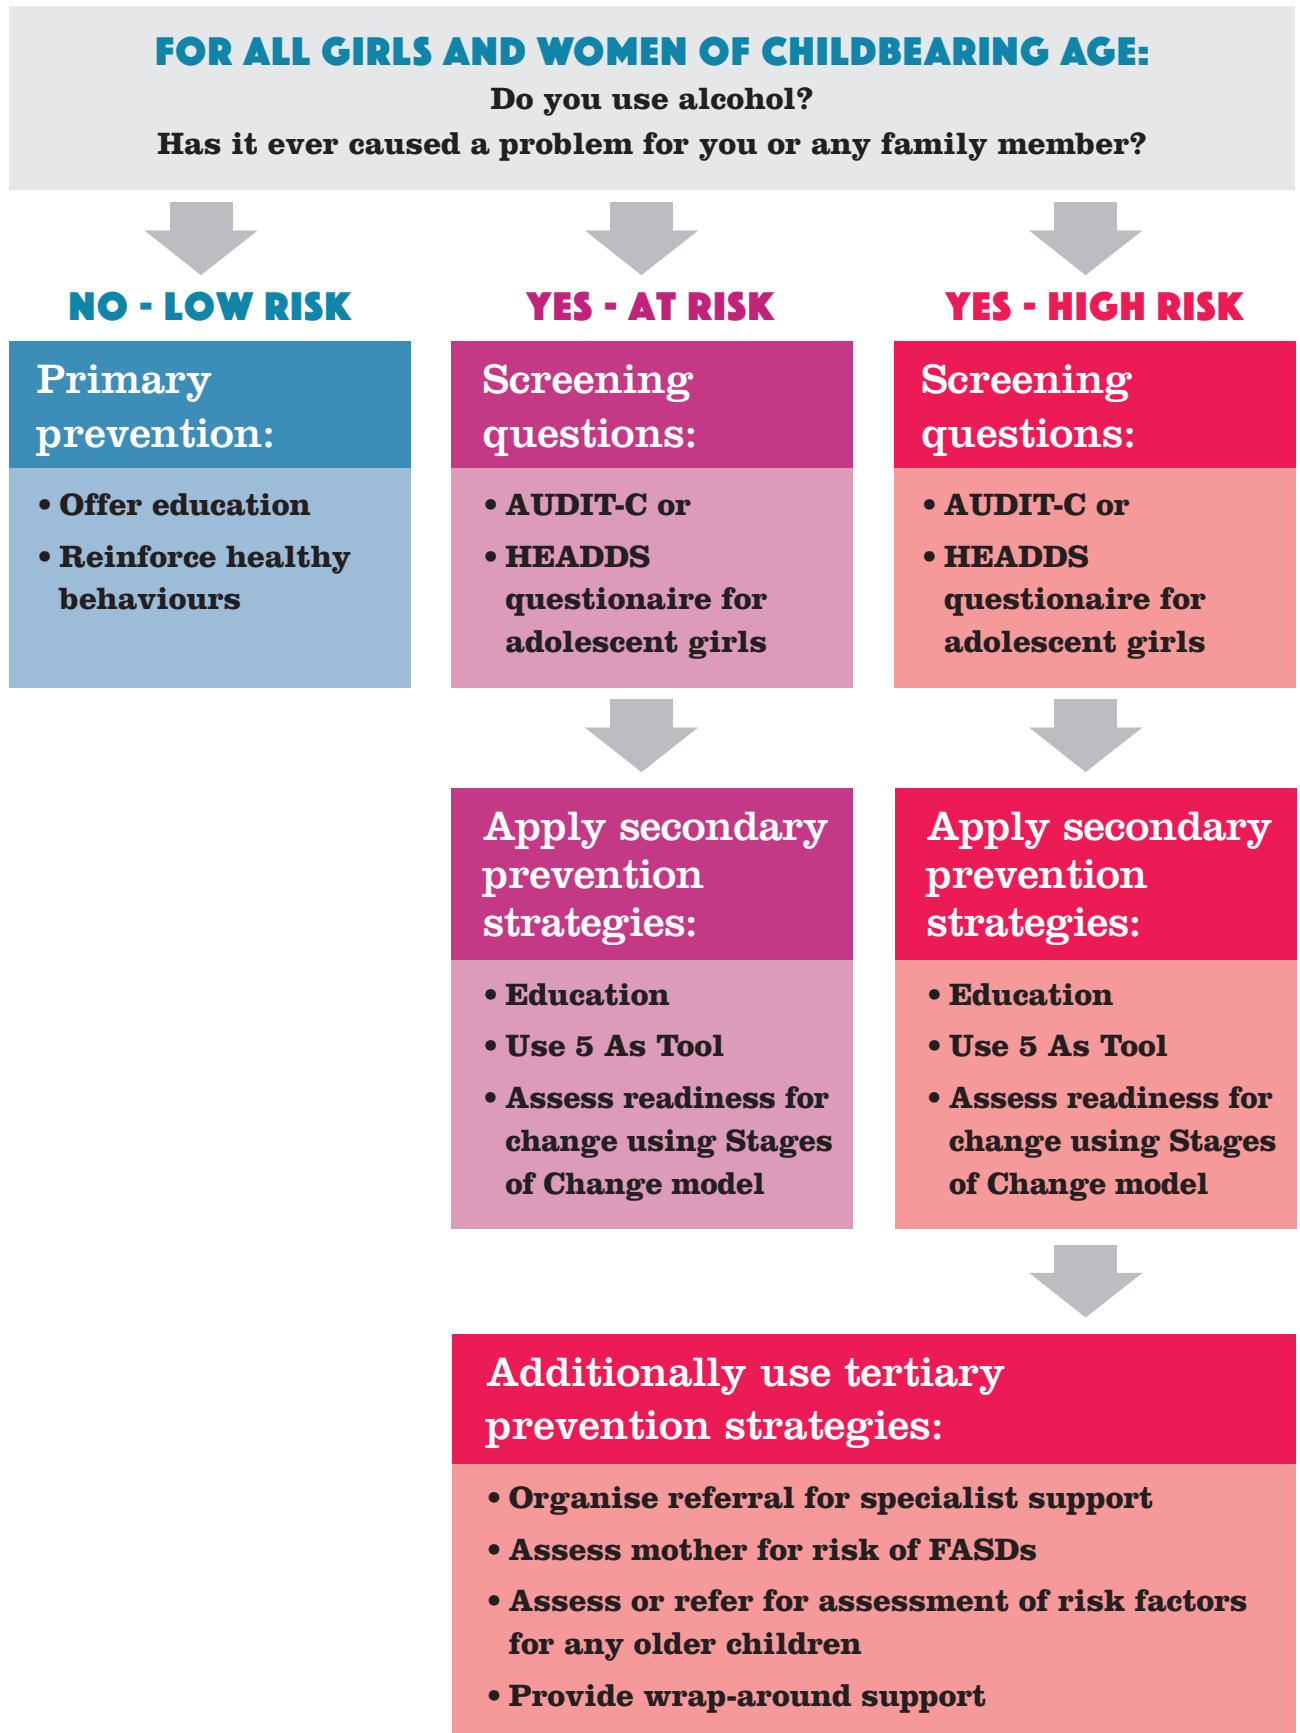 FOR ALL GIRLS AND WOMEN OF CHILDBEARING AGE:
Do you use alcohol?
Has it ever caused a problem for you or any family member?
NO - LOW RISK
Primary
prevention:
• Offer education
• Reinforce healthy
behaviours
YES - AT RISK
Screening
questions:
• AUDIT-C or
• HEADDS
questionaire for
adolescent girls
Apply secondary
prevention
strategies:
• Education
• Use 5 As Tool
• Assess readiness for
change using Stages
of Change model
YES - HIGH RISK
Screening
questions:
• AUDIT-C or
• HEADDS
questionaire for
adolescent girls
Apply secondary
prevention
strategies:
• Education
• Use 5 As Tool
• Assess readiness for
change using Stages
of Change model
Additionally use tertiary
prevention strategies:
• Organise referral for specialist support
• Assess mother for risk of FASDs
• Assess or refer for assessment of risk factors
for any older children
• Provide wrap-around support